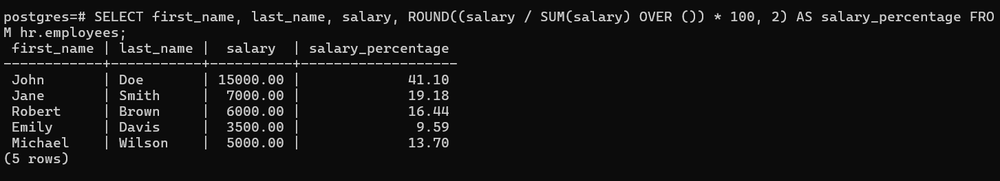 postgres=# SELECT first_name, last_name, salary, ROUND((salary / SUM(salary) OVER ()) * 100, 2) AS salary_percentage FRO
M hr.employees;
 first_name | last_name |  salary  | salary_percentage
------------+-----------+----------+-------------------
 John       | Doe       | 15000.00 |             41.10
 Jane       | Smith     |  7000.00 |             19.18
 Robert     | Brown     |  6000.00 |             16.44
 Emily      | Davis     |  3500.00 |              9.59
 Michael    | Wilson    |  5000.00 |             13.70
(5 rows)